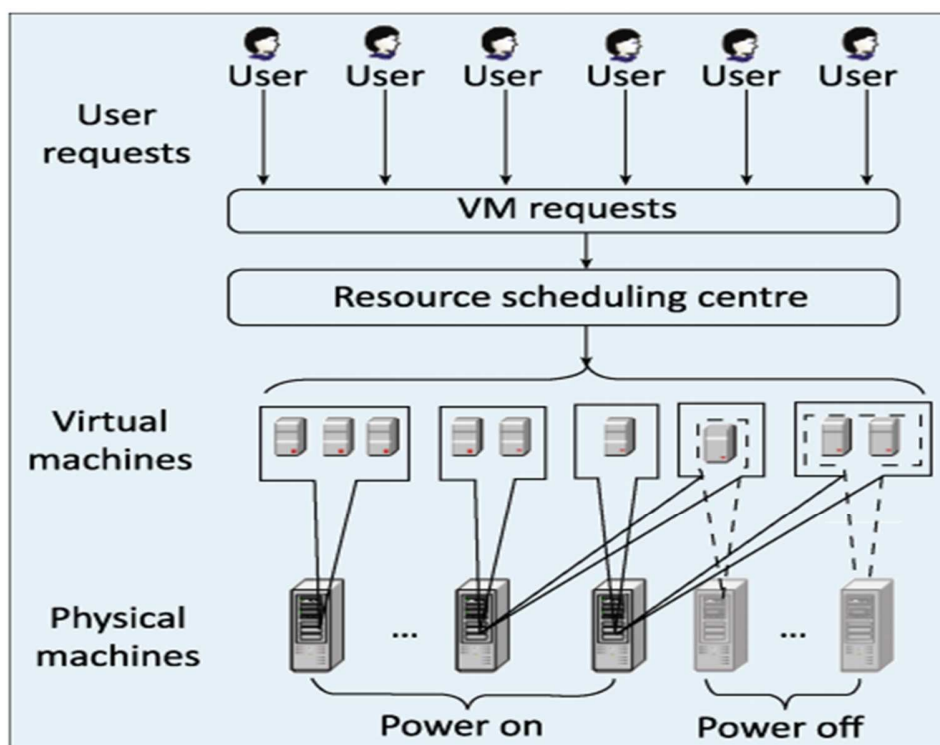 User User User User User User
User
requests
VM requests
Resource scheduling centre
Virtual
machines
Physical
machines
... ...
Power on Power off